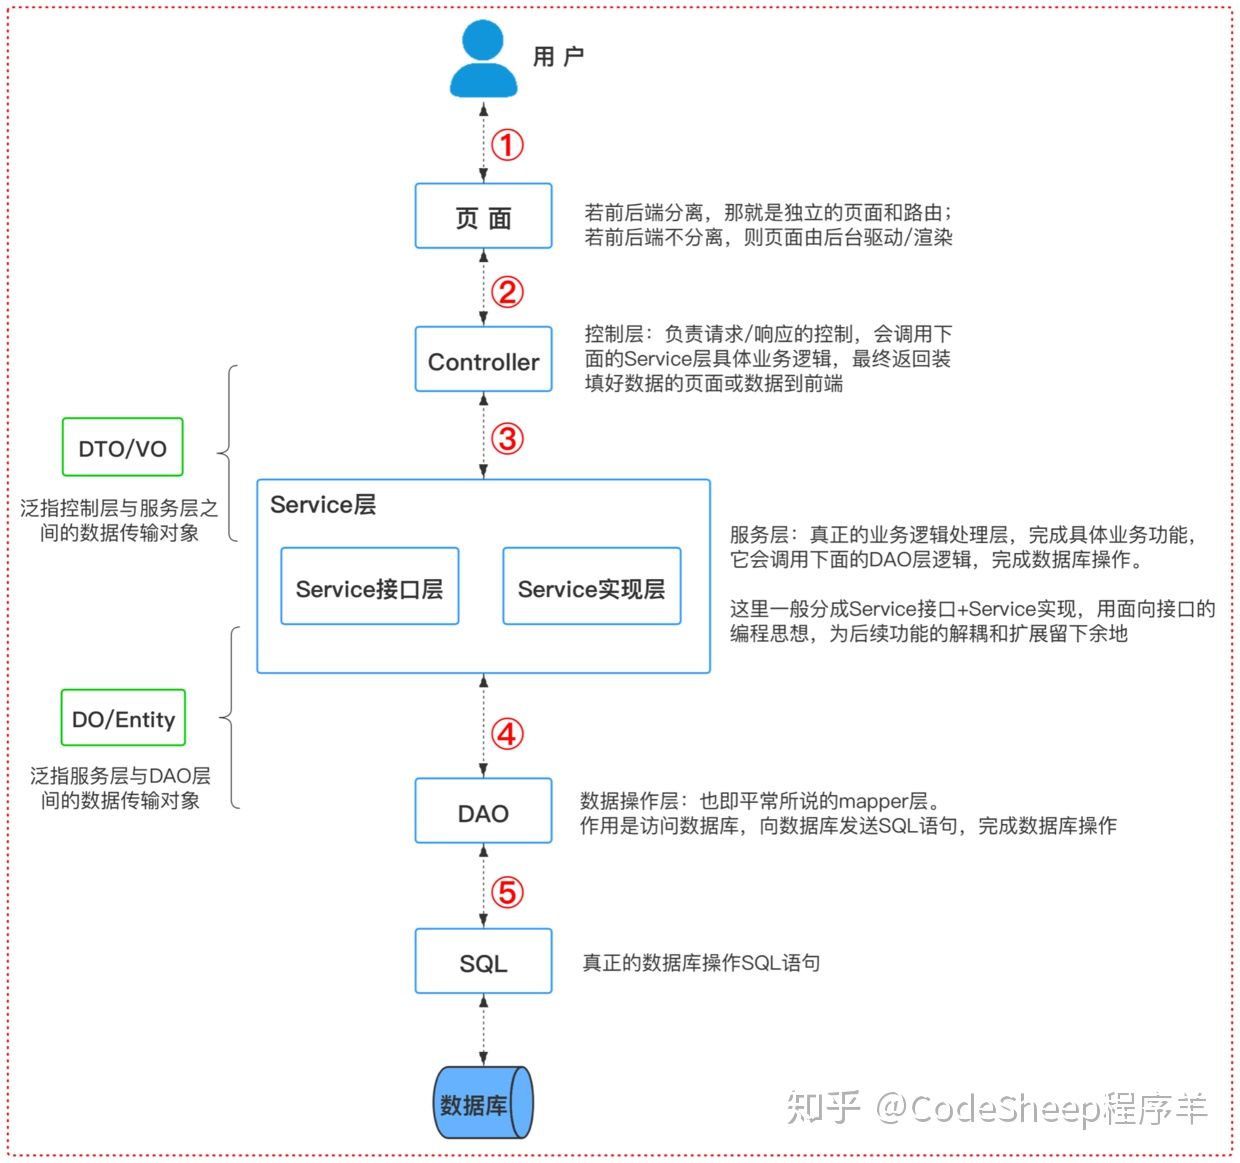 用 户
①
页 面
若前后端分离，那就是独立的页面和路由；
若前后端不分离，则页面由后台驱动/渲染
②
Controller
控制层：负责请求/响应的控制，会调用下
面的Service层具体业务逻辑，最终返回装
填好数据的页面或数据到前端
③
DTO/VO
泛指控制层与服务层之
间的数据传输对象
Service层
Service接口层
Service实现层
服务层：真正的业务逻辑处理层，完成具体业务功能，
它会调用下面的DAO层逻辑，完成数据库操作。
这里一般分成Service接口+Service实现，用面向接口的
编程思想，为后续功能的解耦和扩展留下余地
DO/Entity
泛指服务层与DAO层
间的数据传输对象
④
DAO
数据操作层：也即平常所说的mapper层。
作用是访问数据库，向数据库发送SQL语句，完成数据库操作
⑤
SQL
真正的数据库操作SQL语句
数据库
知乎 @CodeSheep程序羊